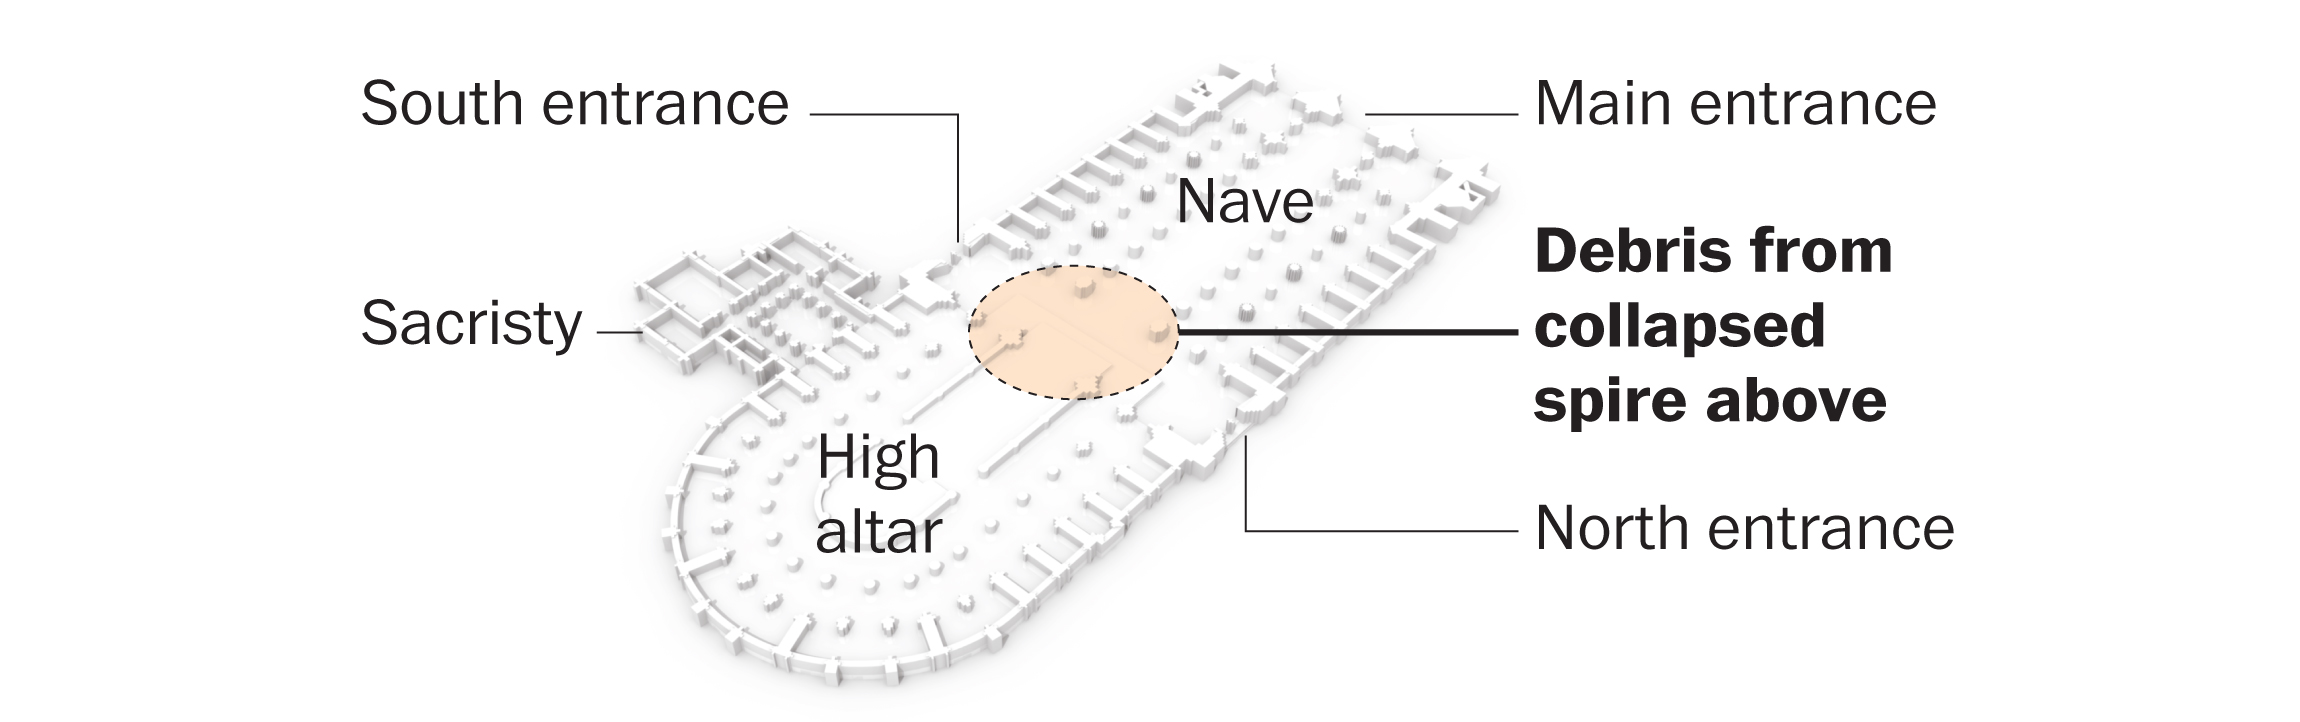 South entrance
Main entrance
Nave
Debris from
collapsed
spire above
Sacristy
High
altar
North entrance